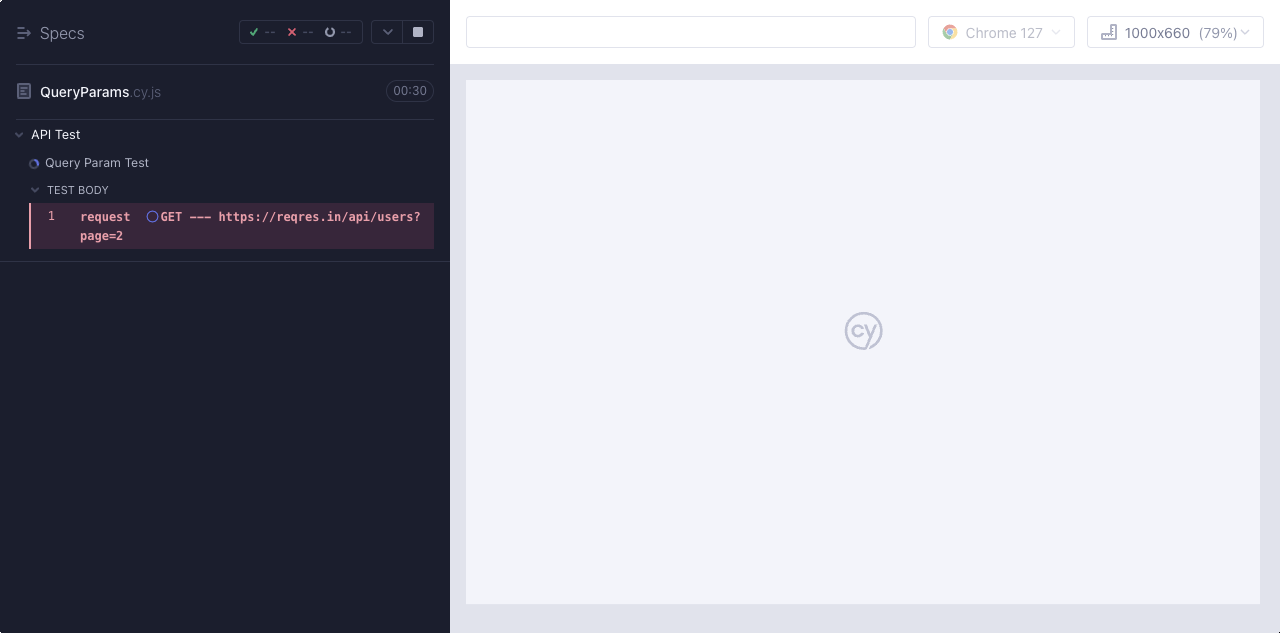 Specs
-- -- --
QueryParams.cy.js
00:30
API Test
Query Param Test
TEST BODY
1 request GET --- https://reqres.in/api/users?
page=2
Chrome 127
1000x660 (79%)
cy